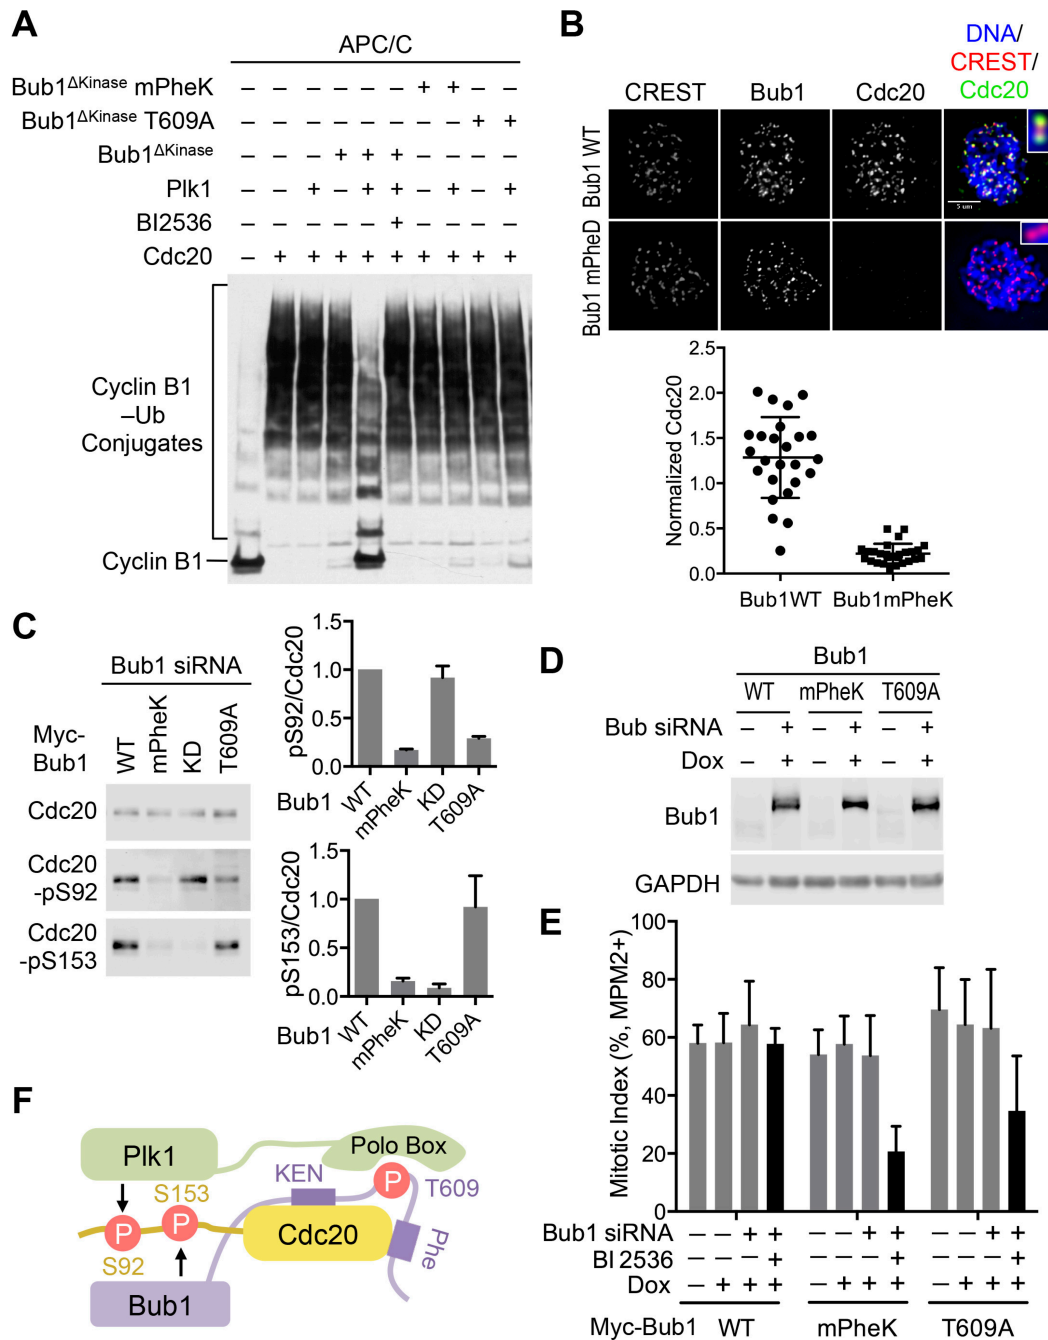 A
APC/C
Bub1ΔKinase mPheK – – – – – – + + – –
Bub1ΔKinase T609A – – – – – – – – + +
Bub1ΔKinase – – – + + + – – – –
Plk1 – – + – + + – + – +
BI2536 – – – – – + – – – –
Cdc20 – + + + + + + + + +
Cyclin B1
–Ub
Conjugates
Cyclin B1
B
DNA/
CREST/
Cdc20
CREST Bub1 Cdc20
Bub1 WT
5 um
Bub1 mPheD
Normalized Cdc20
2.5
2.0
1.5
1.0
0.5
0.0
Bub1WT Bub1mPheK
C
Bub1 siRNA
Myc-
Bub1
WT mPheK KD T609A
Cdc20
Cdc20
-pS92
Cdc20
-pS153
pS92/Cdc20
1.5
1.0
0.5
0.0
Bub1 WT mPheK KD T609A
pS153/Cdc20
1.5
1.0
0.5
0.0
Bub1 WT mPheK KD T609A
D
Bub1
WT mPheK T609A
Bub siRNA – + – + – +
Dox – + – + – +
Bub1
GAPDH
E
Mitotic Index (%, MPM2+)
100
80
60
40
20
0
Bub1 siRNA – – + + – – + + – – + +
BI 2536 – – – + – – – + – – – +
Dox – + + + – + + + – + + +
Myc-Bub1 WT mPheK T609A
F
Plk1
Polo Box
KEN
P
T609
S153
P
P
S92
Cdc20
Phe
Bub1